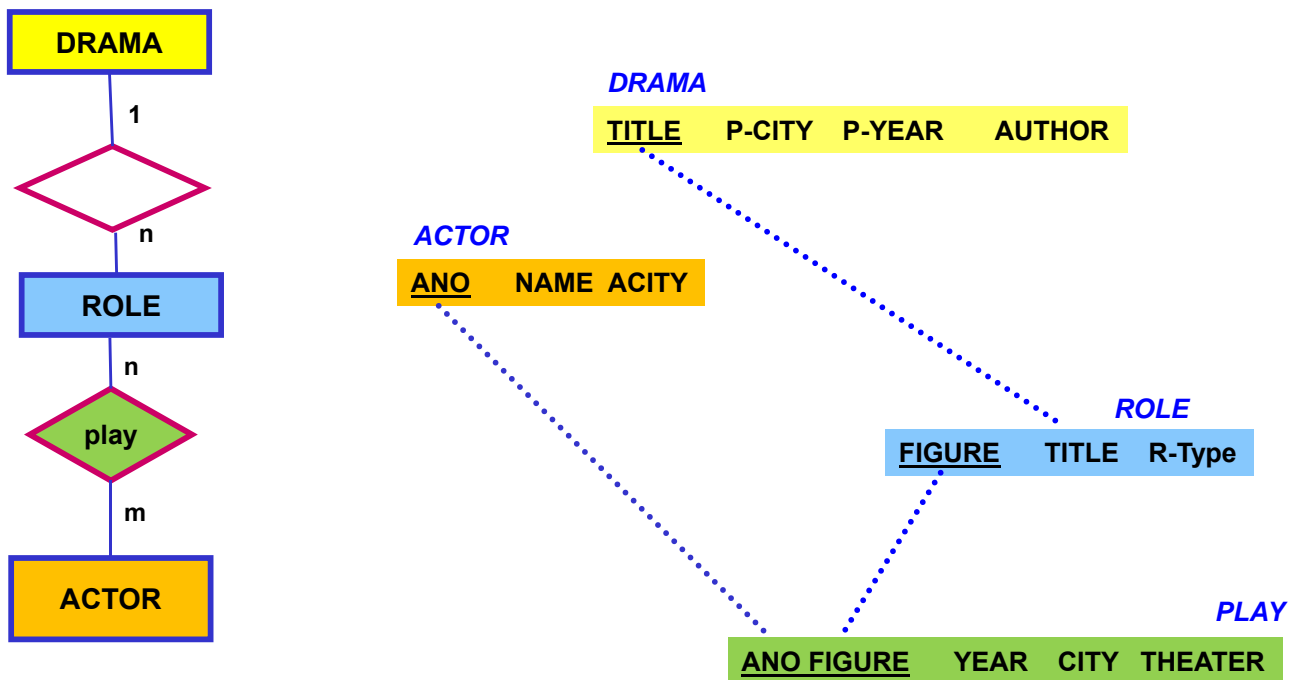 DRAMA
1
n
ROLE
n
play
m
ACTOR
DRAMA
TITLE P-CITY P-YEAR AUTHOR
ACTOR
ANO NAME ACITY
ROLE
FIGURE TITLE R-Type
PLAY
ANO FIGURE YEAR CITY THEATER